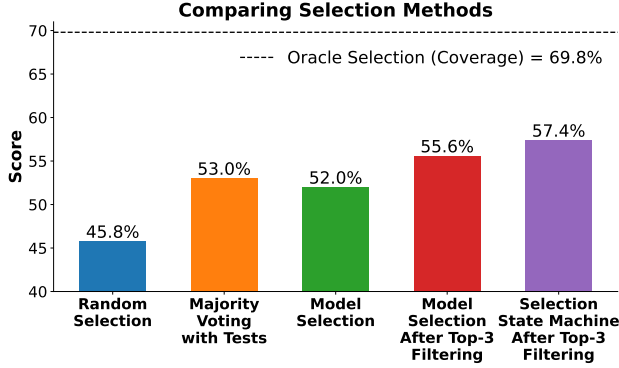 Comparing Selection Methods
Oracle Selection (Coverage) = 69.8%
Score
70
65
60
55
50
45
40
45.8%
53.0%
52.0%
55.6%
57.4%
Random
Selection
Majority
Voting
with Tests
Model
Selection
Model
Selection
After Top-3
Filtering
Selection
State Machine
After Top-3
Filtering